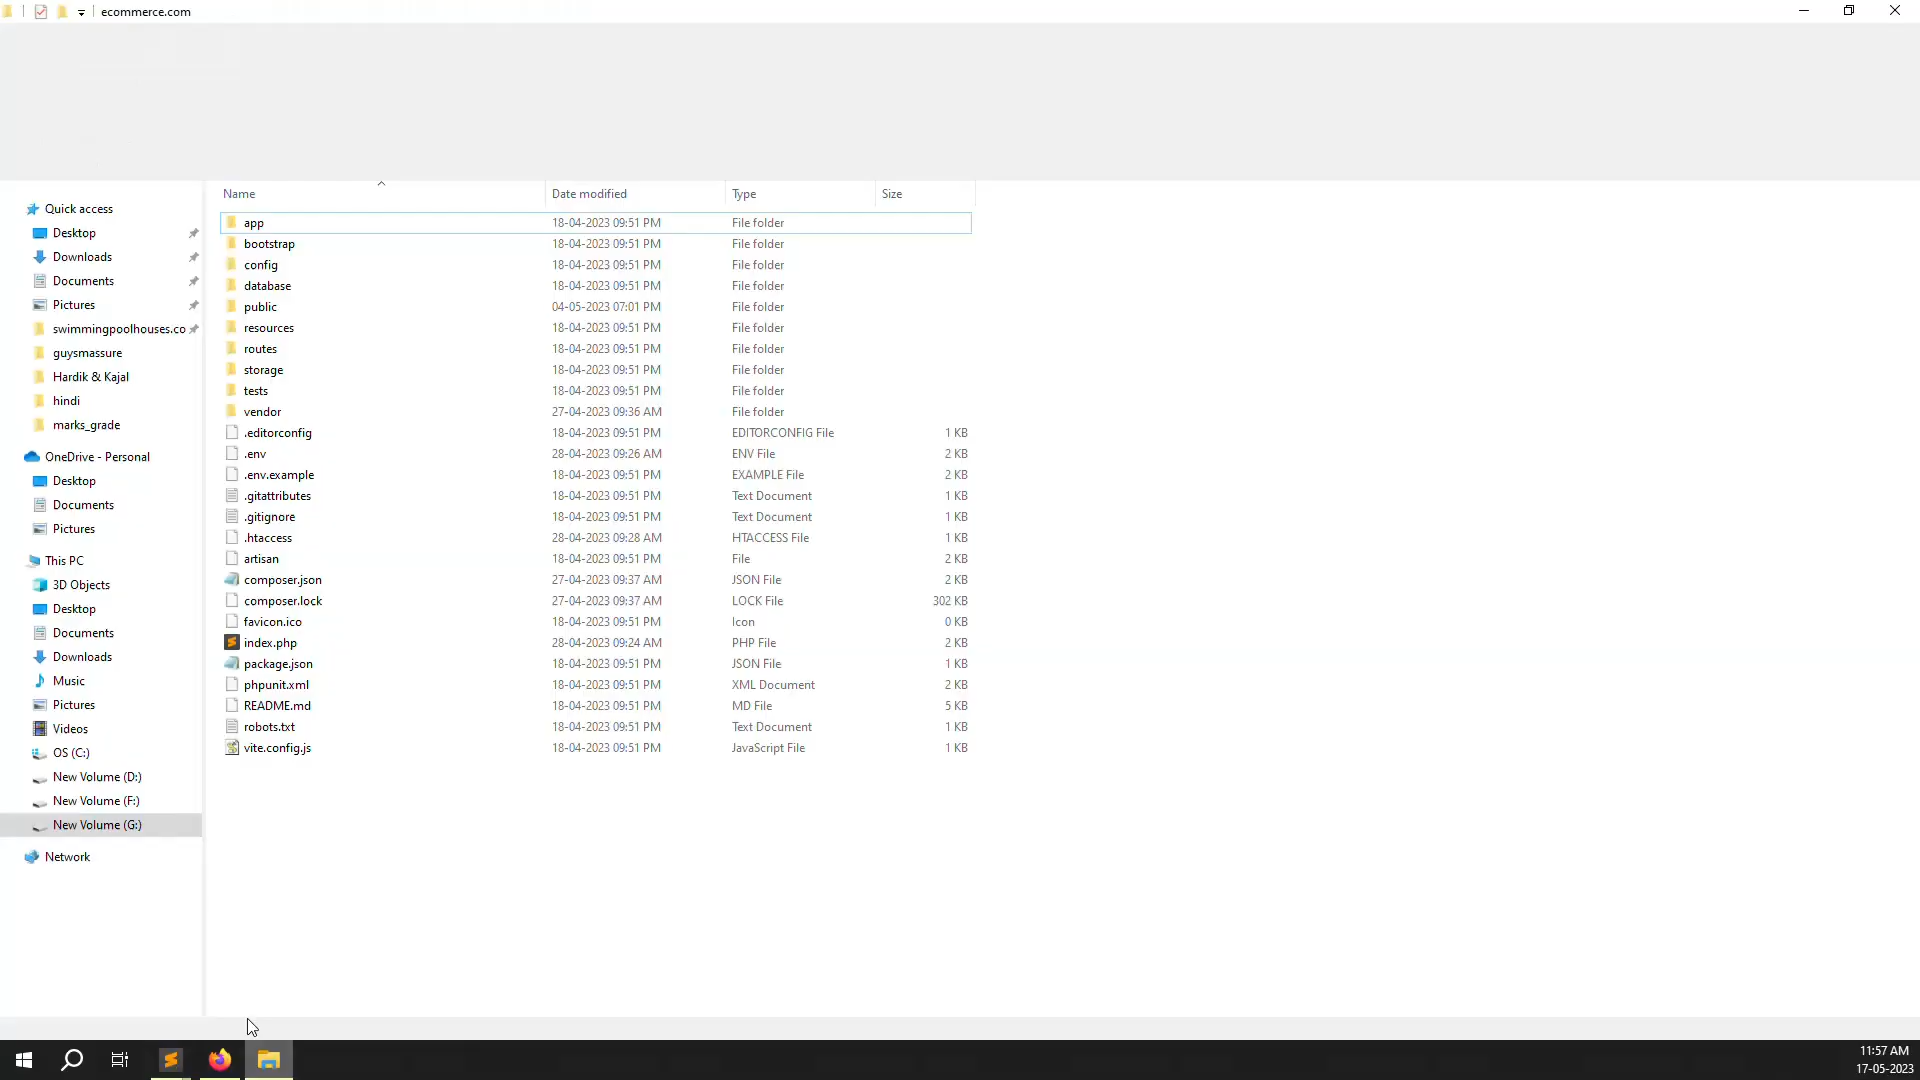 ecommerce.com
Name Date modified Type Size
Quick access
Desktop
Downloads
Documents
Pictures
swimmingpoolhouses.co
guysmassure
Hardik & Kajal
hindi
marks_grade
OneDrive - Personal
Desktop
Documents
Pictures
This PC
3D Objects
Desktop
Documents
Downloads
Music
Pictures
Videos
OS (C:)
New Volume (D:)
New Volume (F:)
New Volume (G:)
Network
app 18-04-2023 09:51 PM File folder
bootstrap 18-04-2023 09:51 PM File folder
config 18-04-2023 09:51 PM File folder
database 18-04-2023 09:51 PM File folder
public 04-05-2023 07:01 PM File folder
resources 18-04-2023 09:51 PM File folder
routes 18-04-2023 09:51 PM File folder
storage 18-04-2023 09:51 PM File folder
tests 18-04-2023 09:51 PM File folder
vendor 27-04-2023 09:36 AM File folder
.editorconfig 18-04-2023 09:51 PM EDITORCONFIG File 1 KB
.env 28-04-2023 09:26 AM ENV File 2 KB
.env.example 18-04-2023 09:51 PM EXAMPLE File 2 KB
.gitattributes 18-04-2023 09:51 PM Text Document 1 KB
.gitignore 18-04-2023 09:51 PM Text Document 1 KB
.htaccess 28-04-2023 09:28 AM HTACCESS File 1 KB
artisan 18-04-2023 09:51 PM File 2 KB
composer.json 27-04-2023 09:37 AM JSON File 2 KB
composer.lock 27-04-2023 09:37 AM LOCK File 302 KB
favicon.ico 18-04-2023 09:51 PM Icon 0 KB
index.php 28-04-2023 09:24 AM PHP File 2 KB
package.json 18-04-2023 09:51 PM JSON File 1 KB
phpunit.xml 18-04-2023 09:51 PM XML Document 2 KB
README.md 18-04-2023 09:51 PM MD File 5 KB
robots.txt 18-04-2023 09:51 PM Text Document 1 KB
vite.config.js 18-04-2023 09:51 PM JavaScript File 1 KB
11:57 AM
17-05-2023